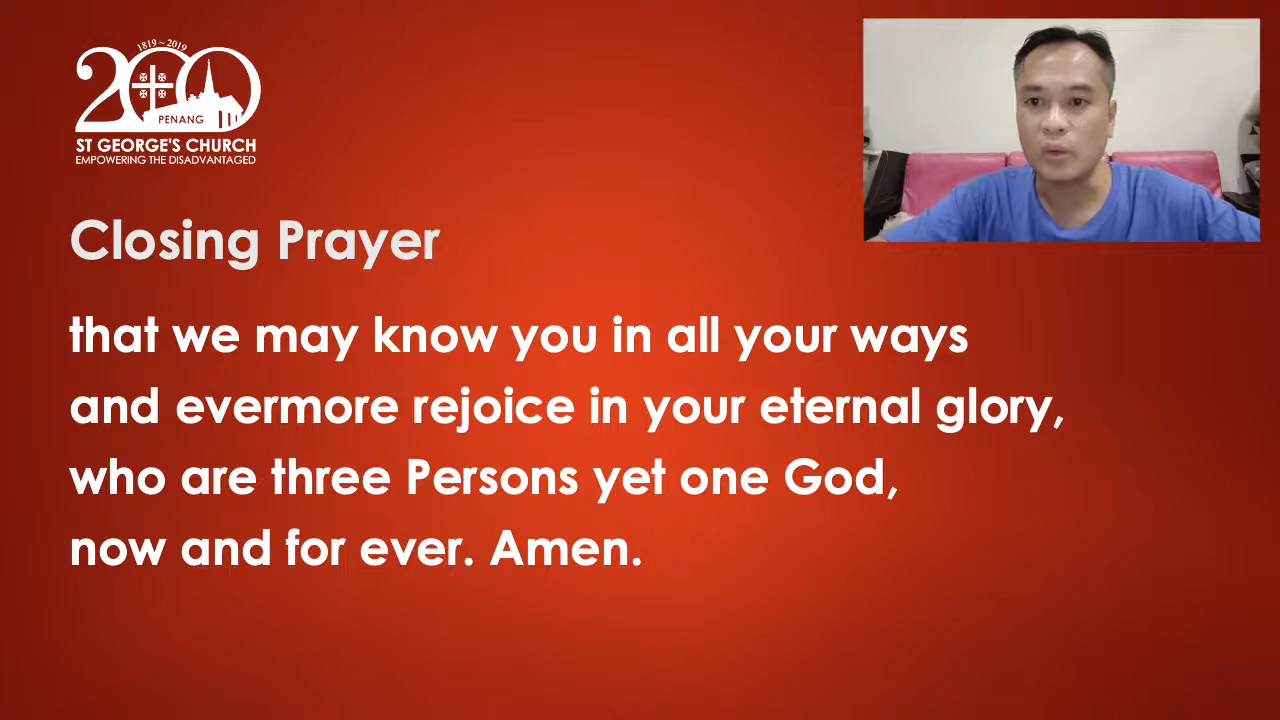 1819 ~ 2019
200
PENANG
ST GEORGE'S CHURCH
EMPOWERING THE DISADVANTAGED
Closing Prayer
that we may know you in all your ways
and evermore rejoice in your eternal glory,
who are three Persons yet one God,
now and for ever. Amen.